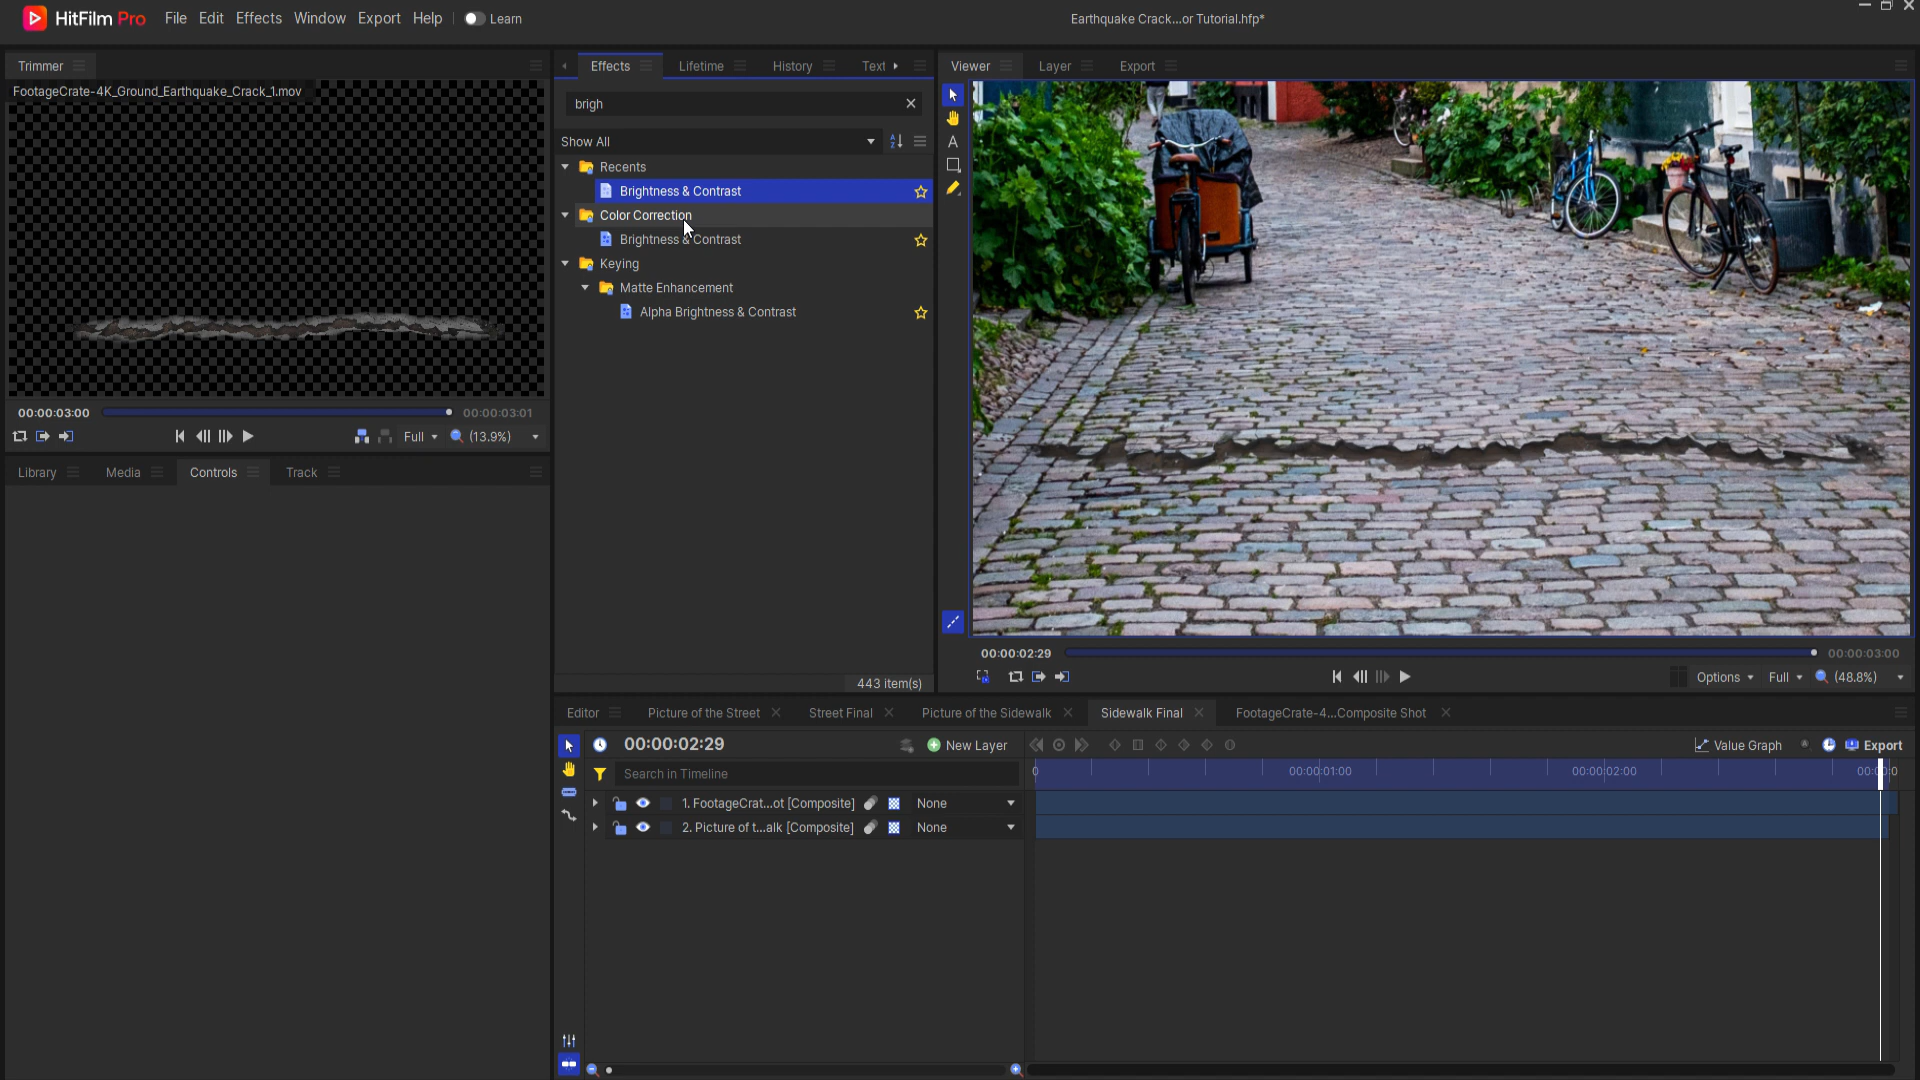 HitFilm Pro File Edit Effects Window Export Help Learn Earthquake Crack...or Tutorial.hfp*
Trimmer
FootageCrate-4K_Ground_Earthquake_Crack_1.mov
00:00:03:00 00:00:03:01
Full (13.9%)
Library Media Controls Track
Effects Lifetime History Text
brigh
Show All
Recents
Brightness & Contrast
Color Correction
Brightness & Contrast
Keying
Matte Enhancement
Alpha Brightness & Contrast
443 item(s)
Viewer Layer Export
A
00:00:02:29 00:00:03:00
Options Full (48.8%)
Editor Picture of the Street Street Final Picture of the Sidewalk Sidewalk Final FootageCrate-4...Composite Shot
00:00:02:29 New Layer Value Graph Export
Search in Timeline 0 00:00:01:00 00:00:02:00
1. FootageCrat...ot [Composite] None
2. Picture of t...alk [Composite] None